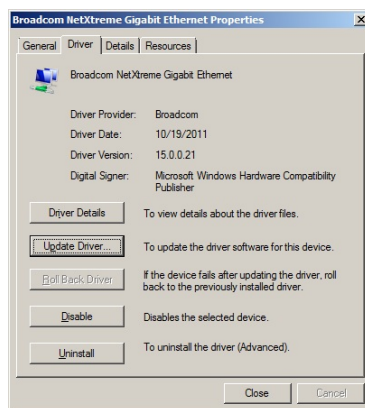 Broadcom NetXtreme Gigabit Ethernet Properties
General Driver Details Resources
Broadcom NetXtreme Gigabit Ethernet
Driver Provider: Broadcom
Driver Date: 10/19/2011
Driver Version: 15.0.0.21
Digital Signer: Microsoft Windows Hardware Compatibility
Publisher
Driver Details To view details about the driver files.
Update Driver... To update the driver software for this device.
Roll Back Driver If the device fails after updating the driver, roll
back to the previously installed driver.
Disable Disables the selected device.
Uninstall To uninstall the driver (Advanced).
Close Cancel